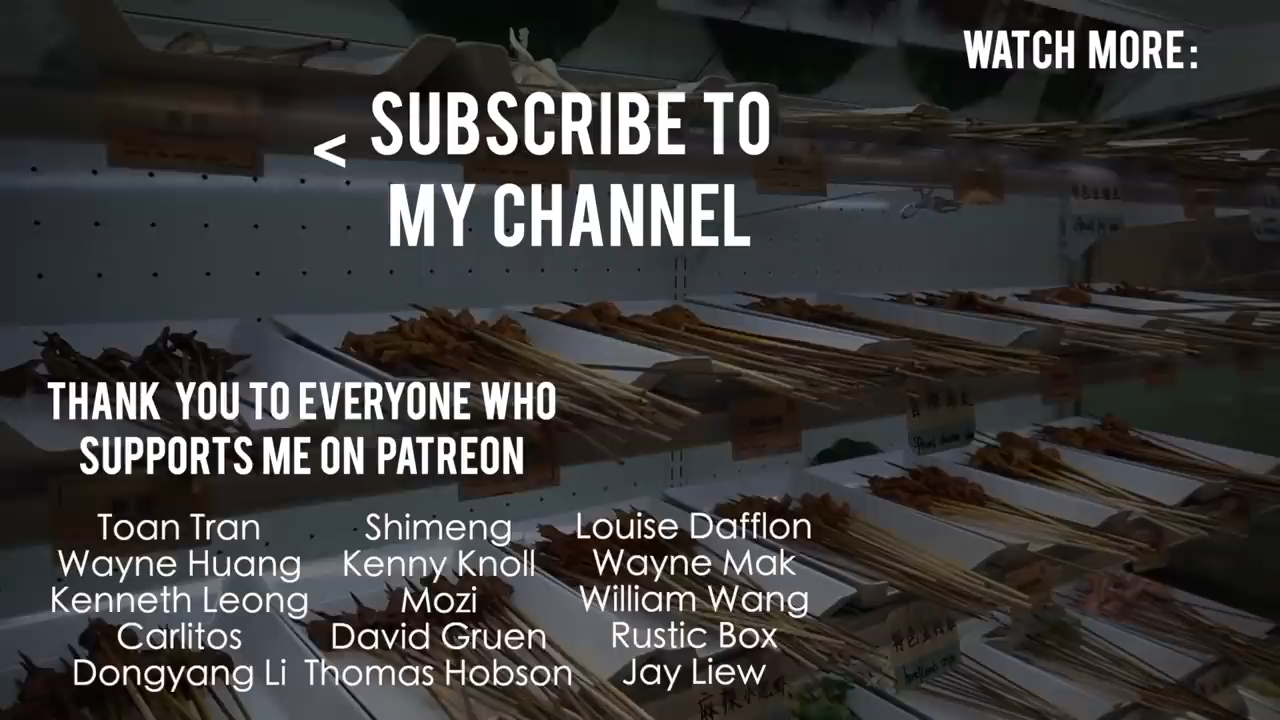 WATCH MORE:
< SUBSCRIBE TO
MY CHANNEL
THANK YOU TO EVERYONE WHO
SUPPORTS ME ON PATREON
Toan Tran Shimeng Louise Dafflon
Wayne Huang Kenny Knoll Wayne Mak
Kenneth Leong Mozi William Wang
Carlitos David Gruen Rustic Box
Dongyang Li Thomas Hobson Jay Liew